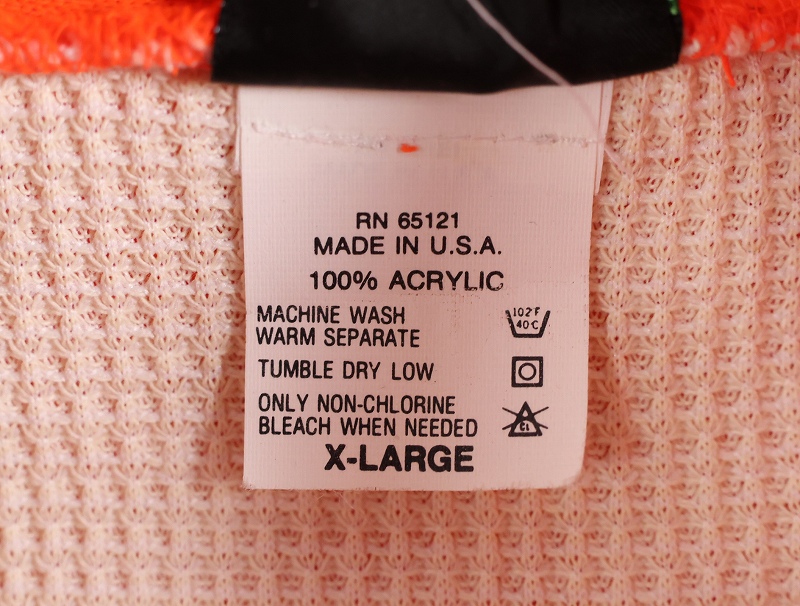 RN 65121
MADE IN U.S.A.
100% ACRYLIC
MACHINE WASH
WARM SEPARATE
102°F
40°C
TUMBLE DRY LOW
ONLY NON-CHLORINE
BLEACH WHEN NEEDED
CL
X-LARGE